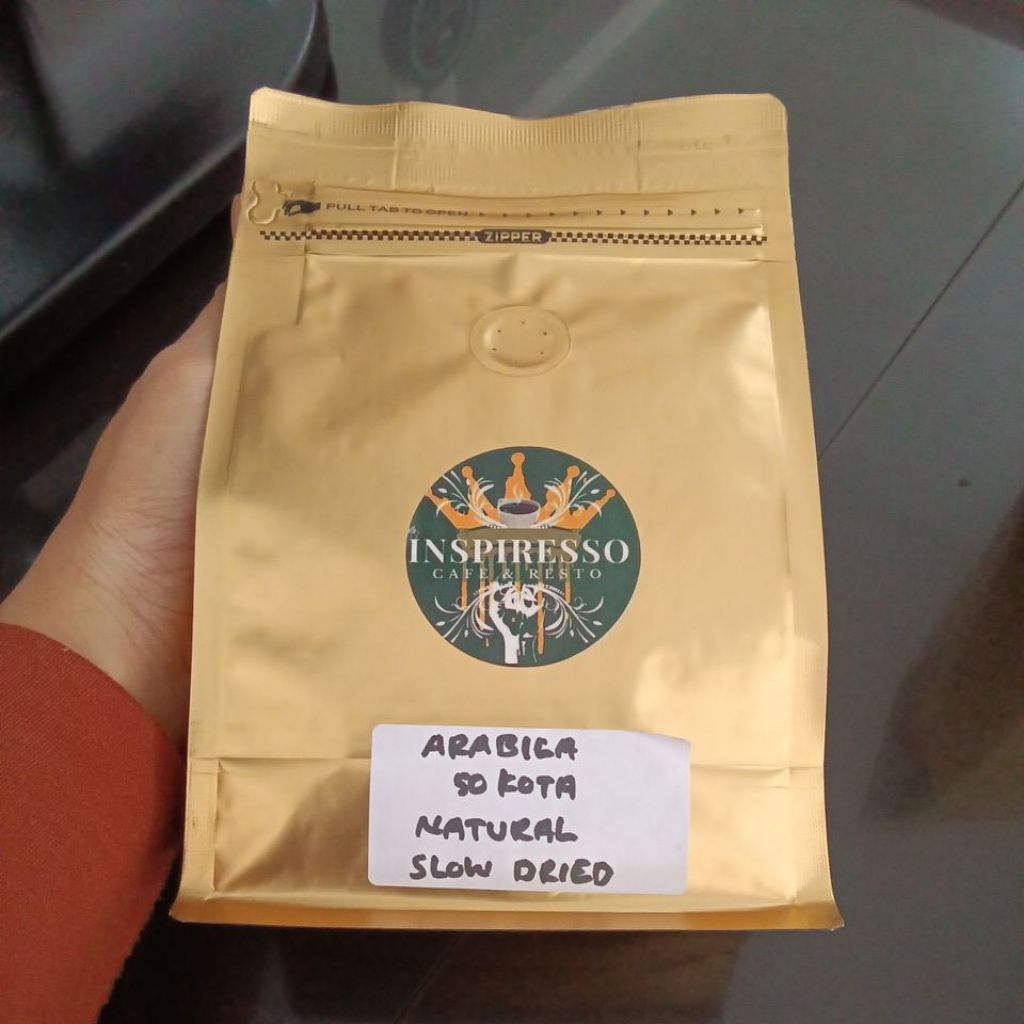 PULL TAB TO OPEN
ZIPPER
INSPIRESSO
CAFE & RESTO
ARABICA
50 KOTA
NATURAL
SLOW DRIED